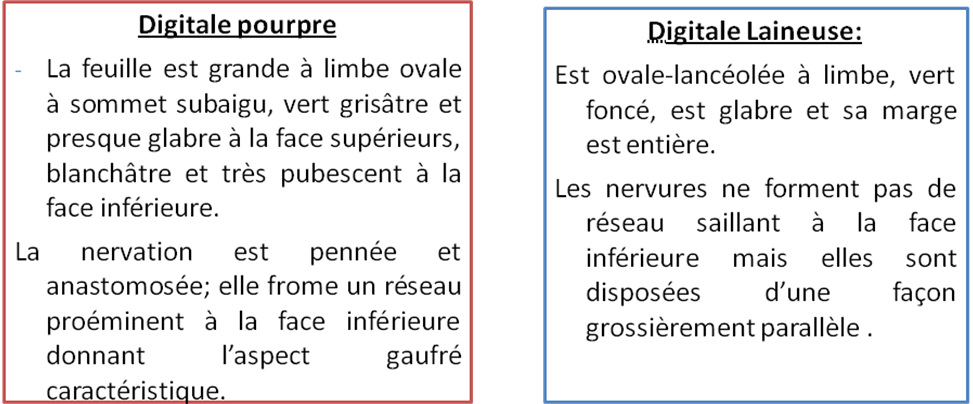 Digitale pourpre
- La feuille est grande à limbe ovale
à sommet subaigu, vert grisâtre et
presque glabre à la face supérieurs,
blanchâtre et très pubescent à la
face inférieure.
La nervation est pennée et
anastomosée; elle frome un réseau
proéminent à la face inférieure
donnant l'aspect gaufré
caractéristique.
Digitale Laineuse:
Est ovale-lancéolée à limbe, vert
foncé, est glabre et sa marge
est entière.
Les nervures ne forment pas de
réseau saillant à la face
inférieure mais elles sont
disposées d'une façon
grossièrement parallèle .